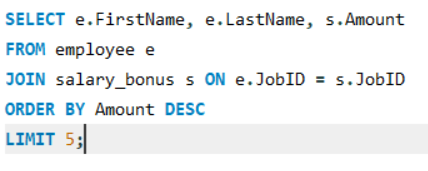 SELECT e.FirstName, e.LastName, s.Amount
FROM employee e
JOIN salary_bonus s ON e.JobID = s.JobID
ORDER BY Amount DESC
LIMIT 5;